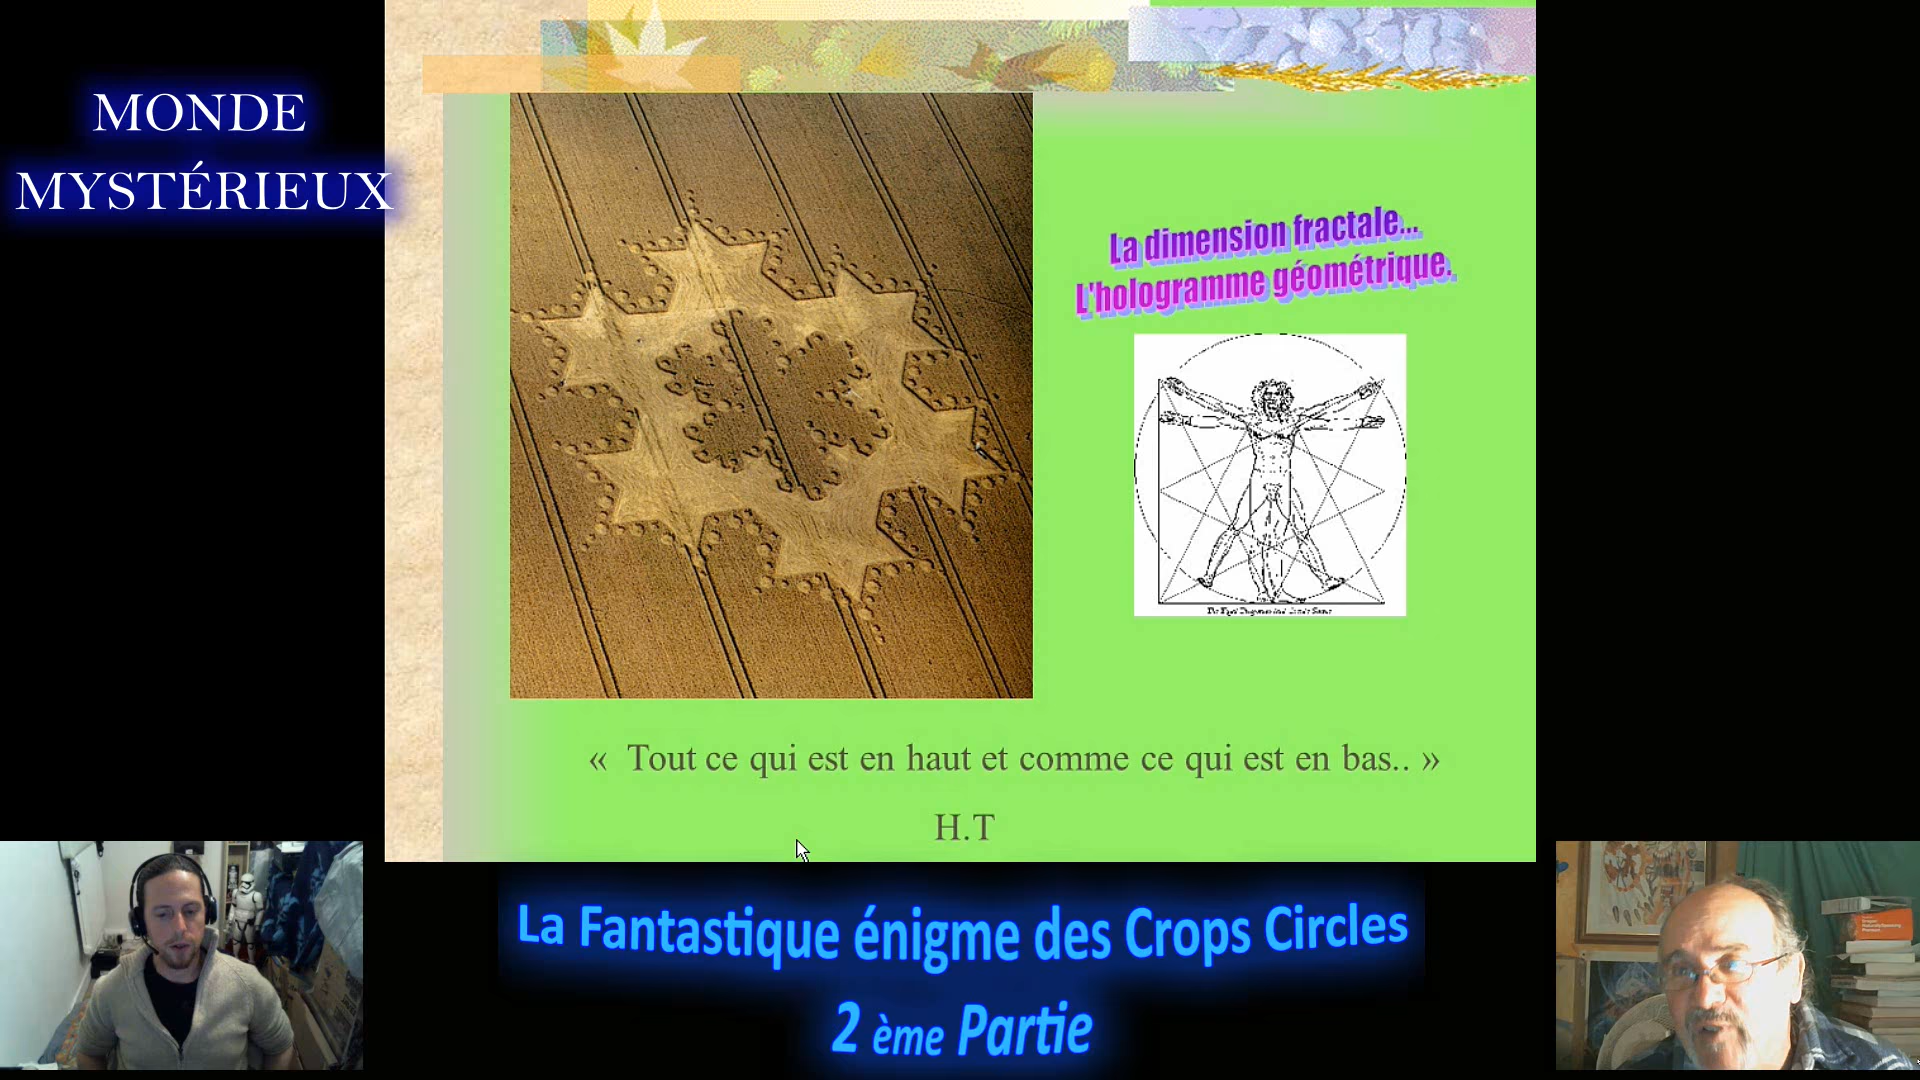 MONDE
MYSTÉRIEUX
La dimension fractale...
L'hologramme géométrique.
« Tout ce qui est en haut et comme ce qui est en bas.. »
H.T
La Fantastique énigme des Crops Circles
2 ème Partie